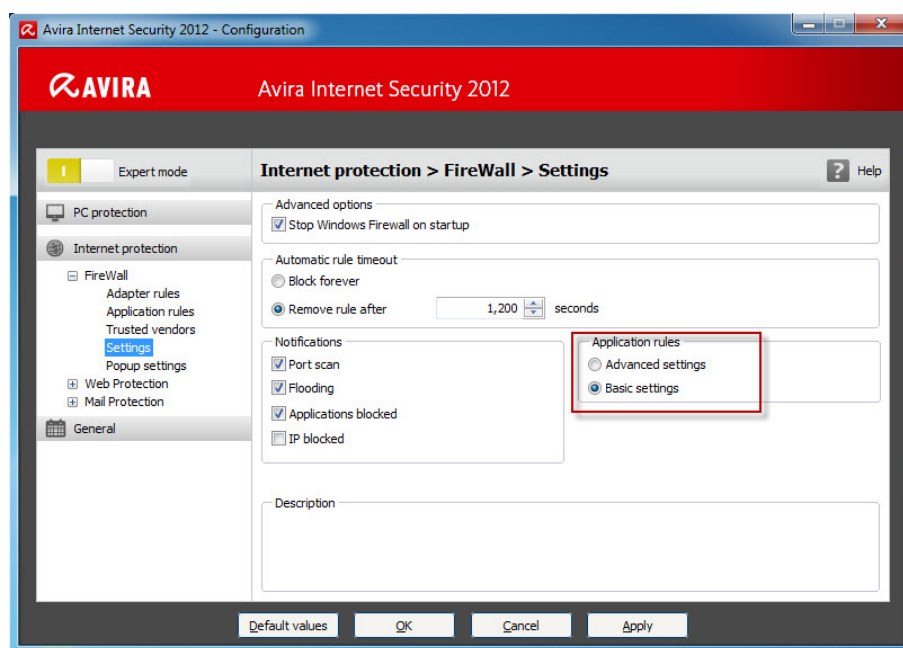 Avira Internet Security 2012 - Configuration
AVIRA
Avira Internet Security 2012
Expert mode
Internet protection > FireWall > Settings
? Help
PC protection
Internet protection
FireWall
Adapter rules
Application rules
Trusted vendors
Settings
Popup settings
Web Protection
Mail Protection
General
Advanced options
Stop Windows Firewall on startup
Automatic rule timeout
Block forever
Remove rule after 1,200 seconds
Notifications
Port scan
Flooding
Applications blocked
IP blocked
Application rules
Advanced settings
Basic settings
Description
Default values
OK
Cancel
Apply